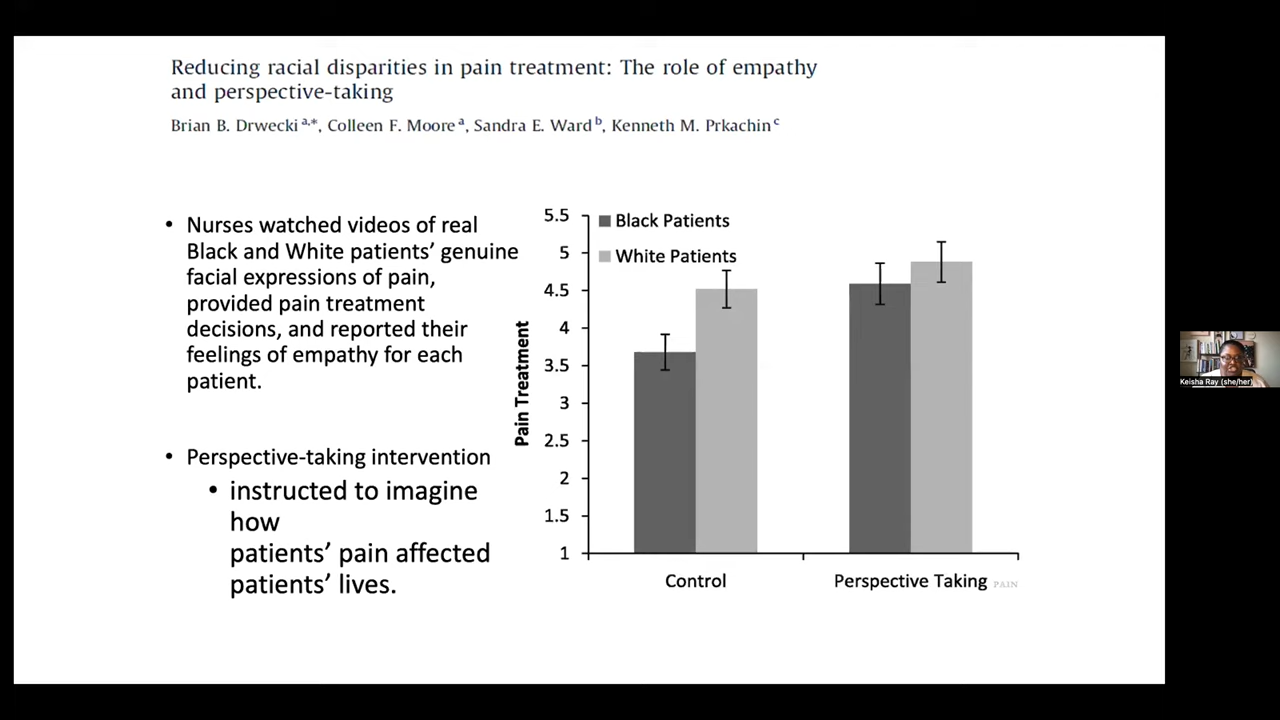 Reducing racial disparities in pain treatment: The role of empathy
and perspective-taking
Brian B. Drwecki a,*, Colleen F. Moore a, Sandra E. Ward b, Kenneth M. Prkachin c
• Nurses watched videos of real
Black and White patients’ genuine
facial expressions of pain,
provided pain treatment
decisions, and reported their
feelings of empathy for each
patient.
• Perspective-taking intervention
• instructed to imagine
how
patients’ pain affected
patients’ lives.
Pain Treatment
5.5
5
4.5
4
3.5
3
2.5
2
1.5
1
Black Patients
White Patients
Control
Perspective Taking
PAIN
Keisha Ray (she/her)